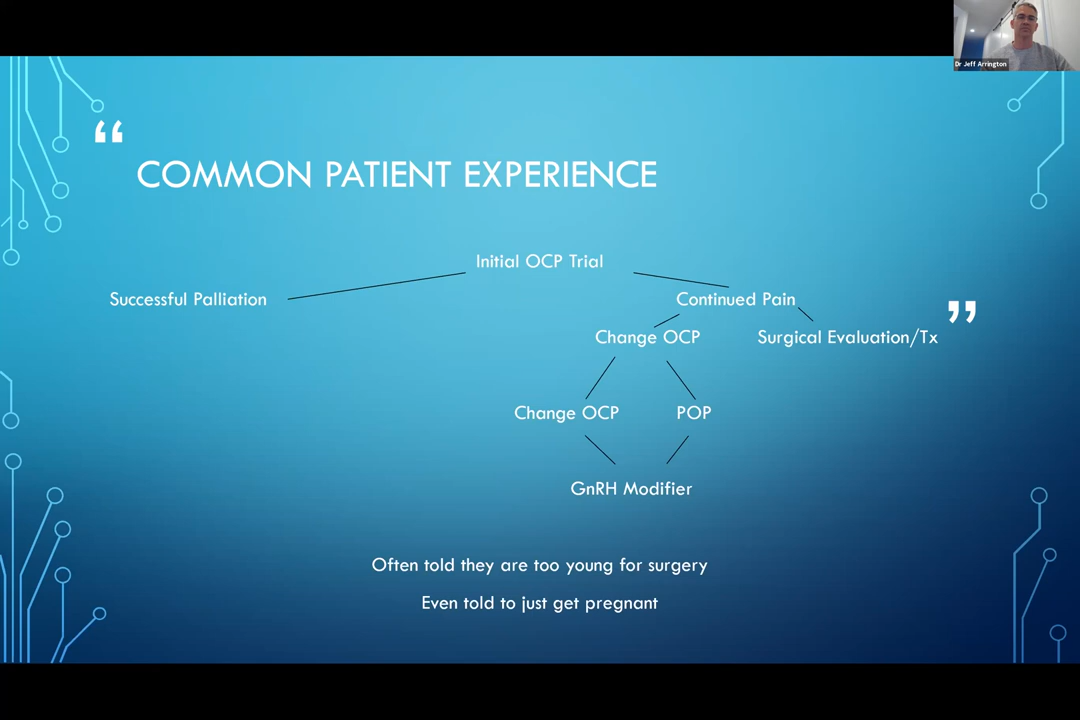 Dr Jeff Arrington
“
COMMON PATIENT EXPERIENCE
Initial OCP Trial
Successful Palliation
Continued Pain
”
Change OCP
Surgical Evaluation/Tx
Change OCP
POP
GnRH Modifier
Often told they are too young for surgery
Even told to just get pregnant